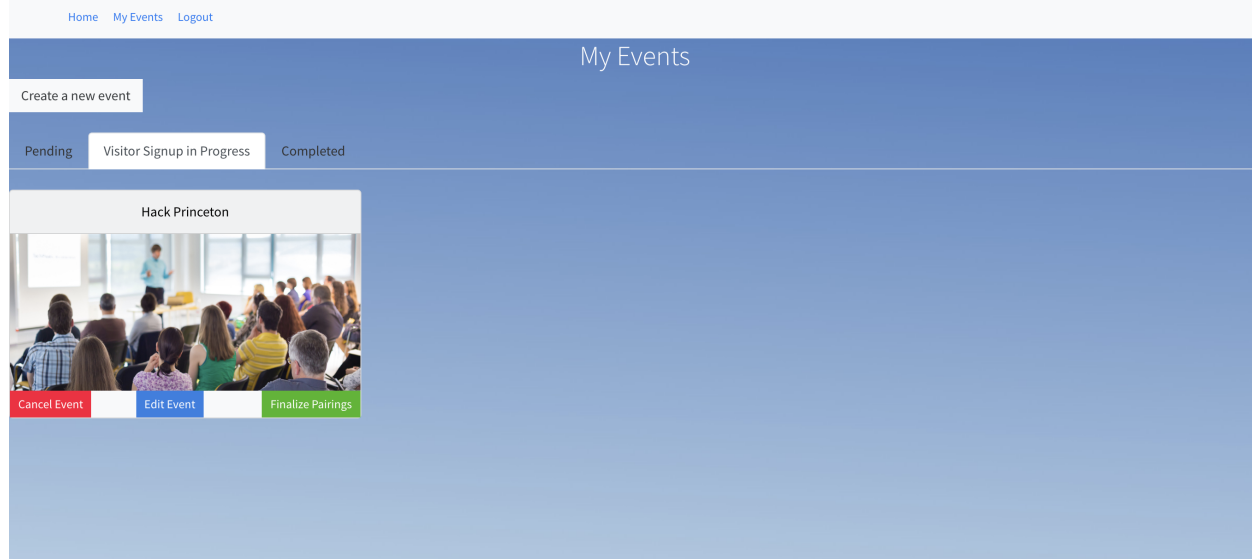 Home My Events Logout
My Events
Create a new event
Pending Visitor Signup in Progress Completed
Hack Princeton
Cancel Event Edit Event Finalize Pairings